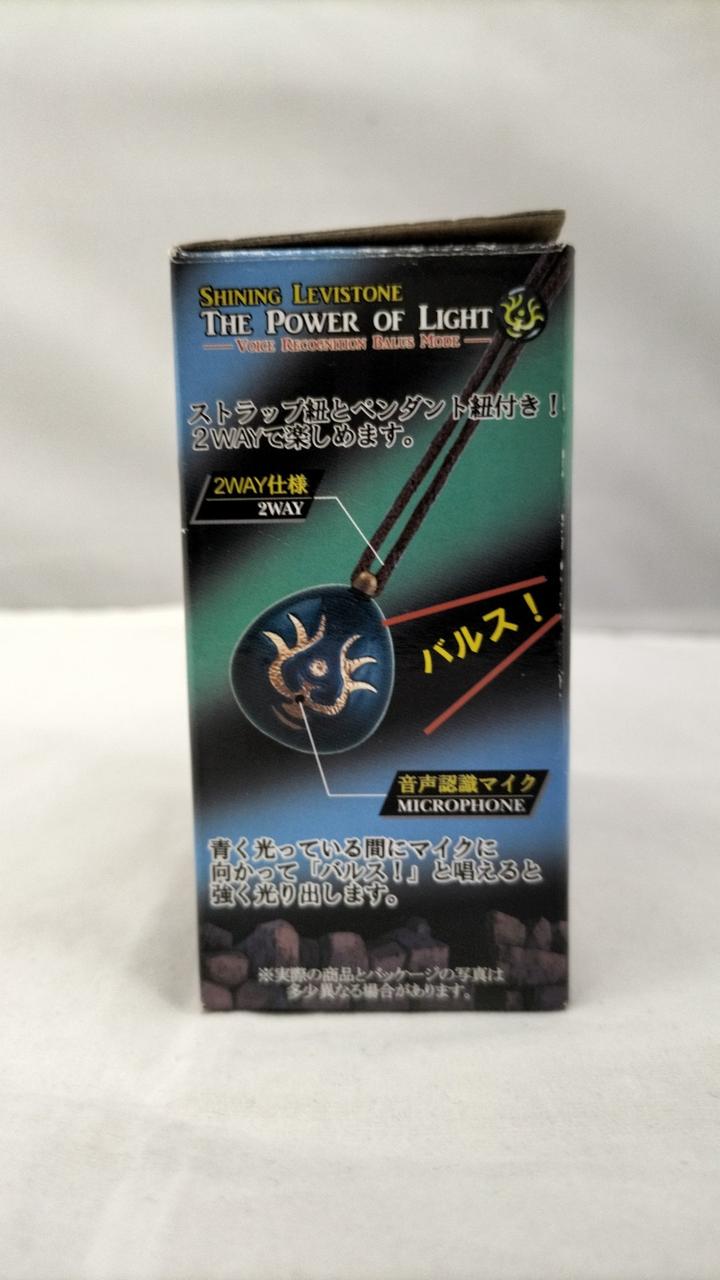 SHINING LEVISTONE
THE POWER OF LIGHT
VOICE RECOGNITION BALUS MODE
ストラップ紐とペンダント紐付き！
2WAYで楽しめます。
2WAY仕様
2WAY
バルス！
音声認識マイク
MICROPHONE
青く光っている間にマイクに
向かって「バルス！」と唱えると
強く光り出します。
※実際の商品とパッケージの写真は
多少異なる場合があります。